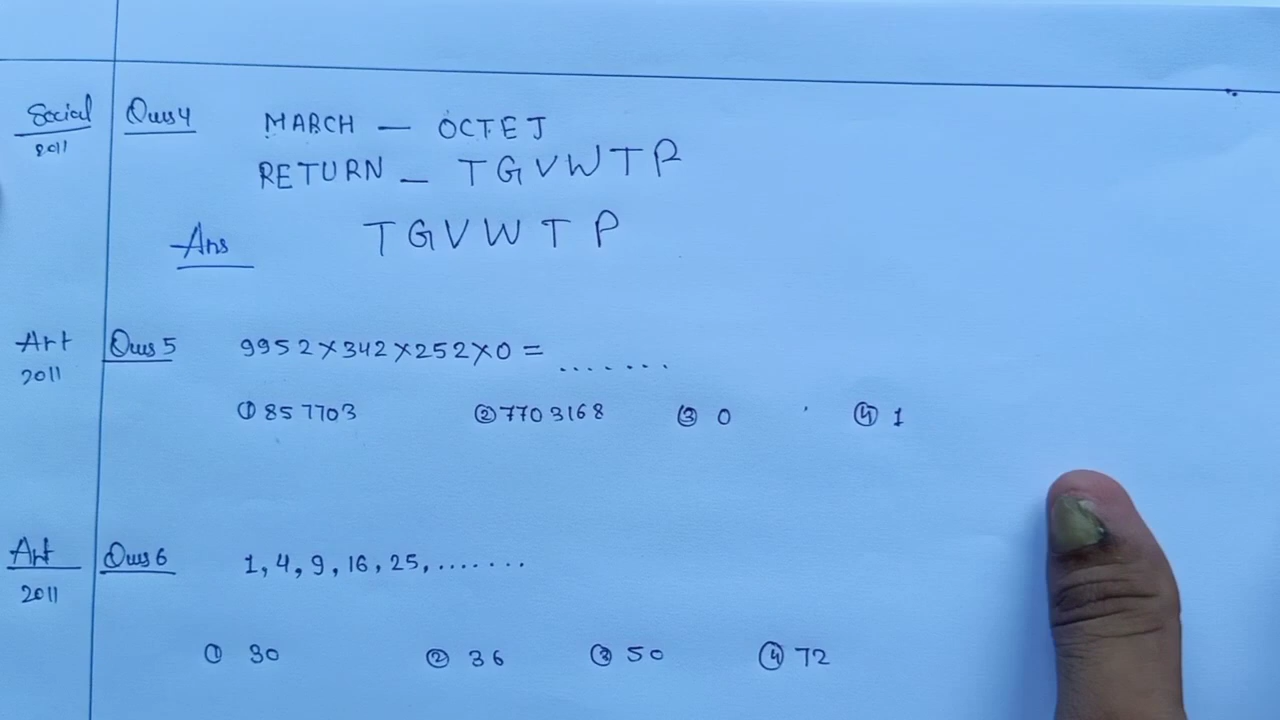 Social Ques 4 MARCH – OCTEJ
2011
RETURN – TGVWTP
Ans TGVWTP
Art Ques 5 9952×342×252×0 = .......
2011
① 857703 ② 7703168 ③ 0 ④ 1
Art Ques 6 1, 4, 9, 16, 25, .......
2011
① 30 ② 36 ③ 50 ④ 72